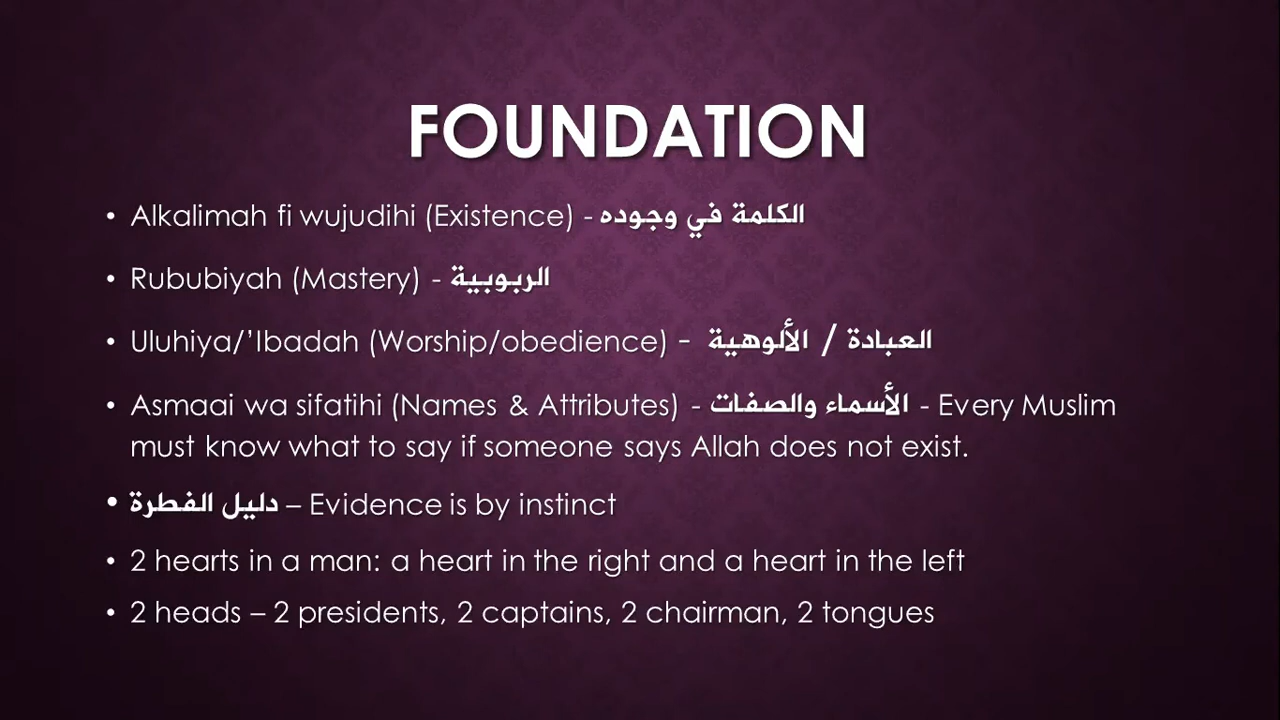 FOUNDATION
• Alkalimah fi wujudihi (Existence) - الكلمة في وجوده
• Rububiyah (Mastery) - الربوبية
• Uluhiya/’Ibadah (Worship/obedience) - العبادة / الألوهية
• Asmaai wa sifatihi (Names & Attributes) - الأسماء والصفات - Every Muslim
must know what to say if someone says Allah does not exist.
• دليل الفطرة – Evidence is by instinct
• 2 hearts in a man: a heart in the right and a heart in the left
• 2 heads – 2 presidents, 2 captains, 2 chairman, 2 tongues